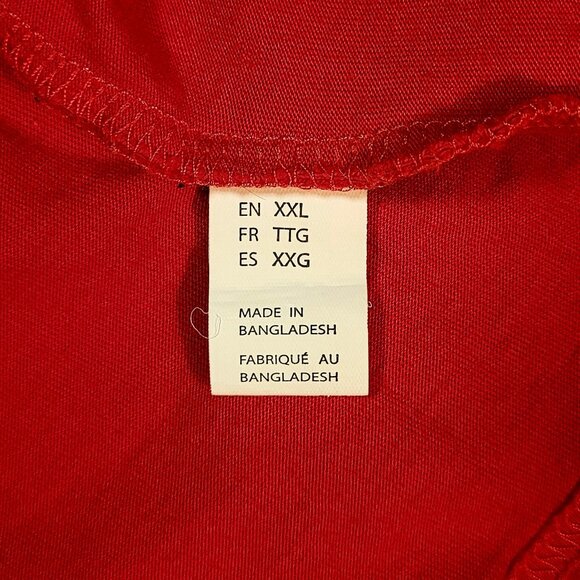 EN XXL
FR TTG
ES XXG
MADE IN
BANGLADESH
FABRIQUÉ AU
BANGLADESH